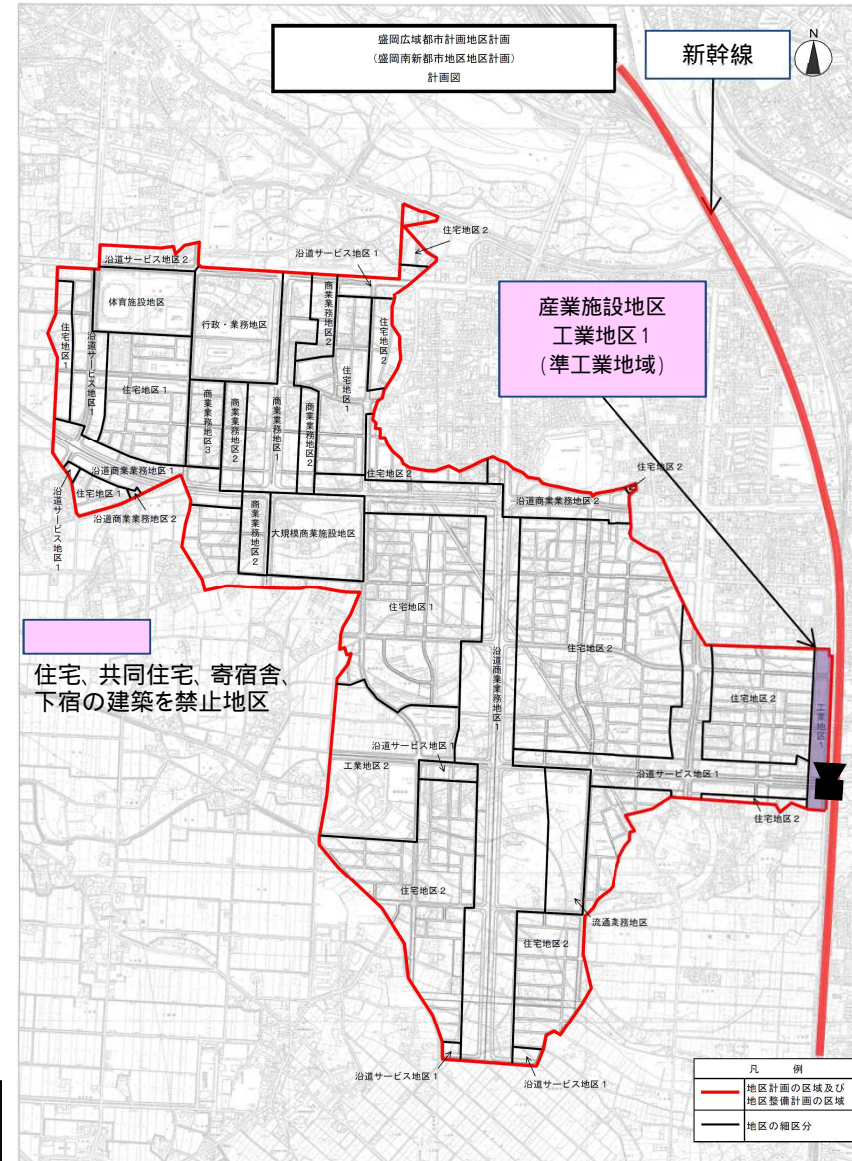 盛岡広域都市計画地区計画
(盛岡南新都市地区地区計画)
計画図
新幹線
N
住宅地区2
沿道サービス地区1
沿道サービス地区2
体育施設地区
行政・業務地区
商業業務地区2
住宅地区2
住宅地区1
沿道サービス地区1
住宅地区1
住宅地区1
商業業務地区3
商業業務地区2
商業業務地区1
商業業務地区2
産業施設地区
工業地区1
(準工業地域)
住宅地区2
住宅地区2
沿道商業業務地区1
住宅地区1
沿道サービス地区1
沿道商業業務地区2
沿道商業業務地区2
商業業務地区2
大規模商業施設地区
住宅地区1
沿道商業業務地区1
住宅地区2
住宅、共同住宅、寄宿舎、
下宿の建築を禁止地区
住宅地区2
工業地区1
沿道サービス地区1
工業地区2
沿道サービス地区1
住宅地区2
住宅地区2
流通業務地区
住宅地区2
沿道サービス地区1
沿道サービス地区1
凡 例
地区計画の区域及び
地区整備計画の区域
地区の細区分